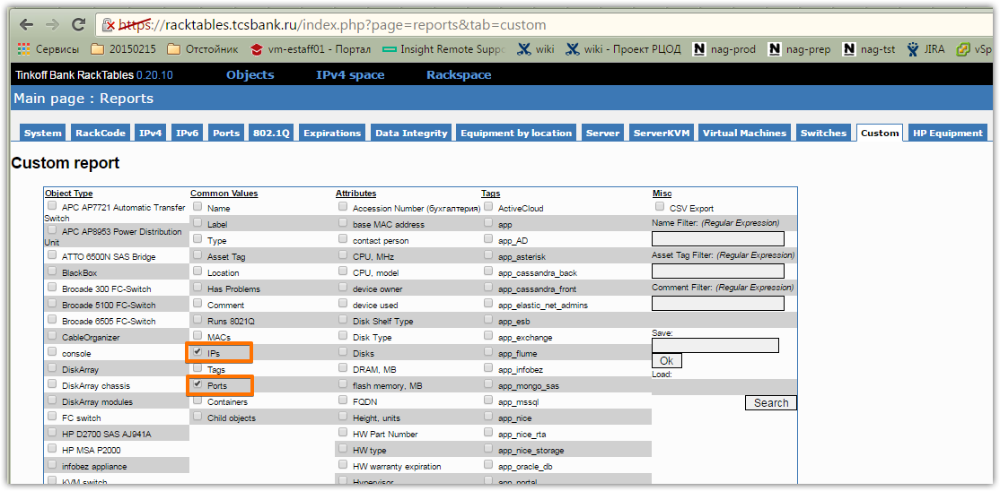 https://racktables.tcsbank.ru/index.php?page=reports&tab=custom
Сервисы 20150215 Отстойник vm-estaff01 - Портал Insight Remote Supp wiki wiki - Проект РЦОД nag-prod nag-prep nag-tst JIRA vSp
Tinkoff Bank RackTables 0.20.10 Objects IPv4 space Rackspace
Main page : Reports
System RackCode IPv4 IPv6 Ports 802.1Q Expirations Data Integrity Equipment by location Server ServerKVM Virtual Machines Switches Custom HP Equipment
Custom report
Object Type
APC AP7721 Automatic Transfer
Switch
APC AP8953 Power Distribution
Unit
ATTO 6500N SAS Bridge
BlackBox
Brocade 300 FC-Switch
Brocade 5100 FC-Switch
Brocade 6505 FC-Switch
CableOrganizer
console
DiskArray
DiskArray chassis
DiskArray modules
FC switch
HP D2700 SAS AJ941A
HP MSA P2000
infobez appliance
KVM switch
Common Values
Name
Label
Type
Asset Tag
Location
Has Problems
Comment
Runs 8021Q
MACs
IPs
Tags
Ports
Containers
Child objects
Attributes
Accession Number (бухгалтерия)
base MAC address
contact person
CPU, MHz
CPU, model
device owner
device used
Disk Shelf Type
Disk Type
Disks
DRAM, MB
flash memory, MB
FQDN
Height, units
HW Part Number
HW type
HW warranty expiration
Hypervisor
Tags
ActiveCloud
app
app_AD
app_asterisk
app_cassandra_back
app_cassandra_front
app_elastic_net_admins
app_esb
app_exchange
app_flume
app_infobez
app_mongo_sas
app_mssql
app_nice
app_nice_rta
app_nice_storage
app_oracle_db
app_portal
Misc
CSV Export
Name Filter: (Regular Expression)
Asset Tag Filter: (Regular Expression)
Comment Filter: (Regular Expression)
Save:
Ok
Load:
Search